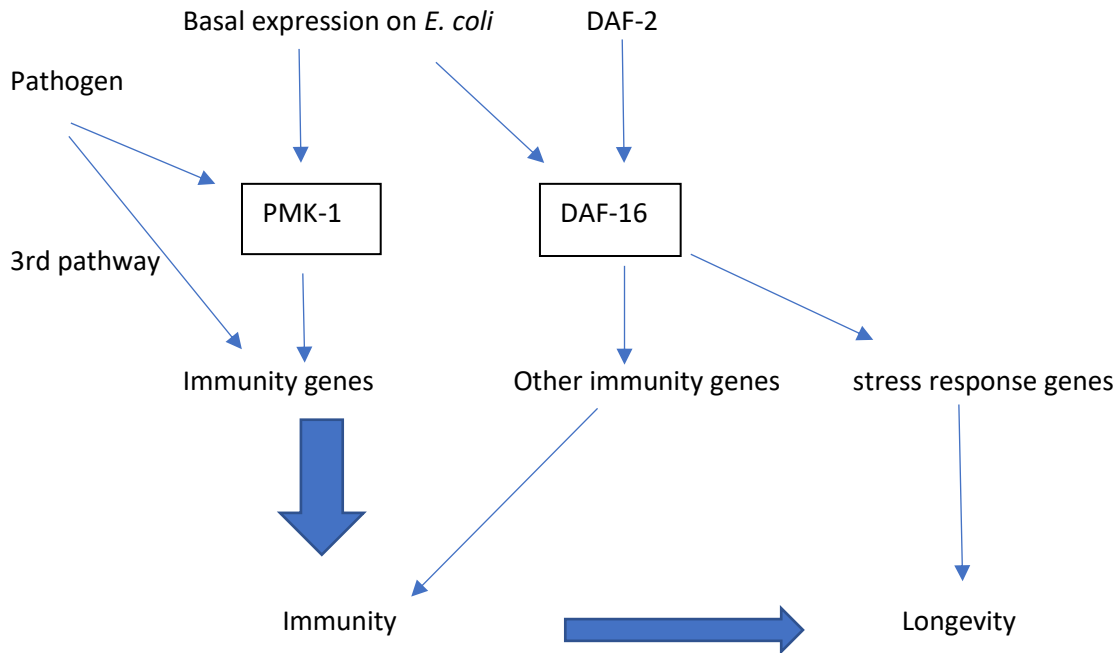 Basal expression on E. coli
DAF-2
Pathogen
PMK-1
DAF-16
3rd pathway
Immunity genes
Other immunity genes
stress response genes
Immunity
Longevity